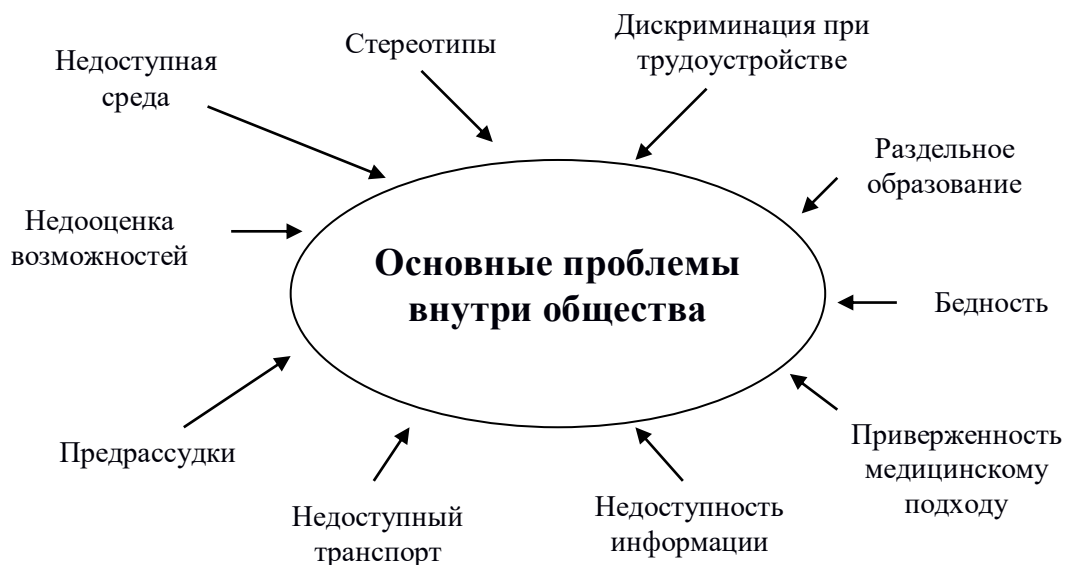 Стереотипы
Дискриминация при
трудоустройстве
Недоступная
среда
Раздельное
образование
Недооценка
возможностей
Основные проблемы
внутри общества
Бедность
Предрассудки
Приверженность
медицинскому
подходу
Недоступный
транспорт
Недоступность
информации